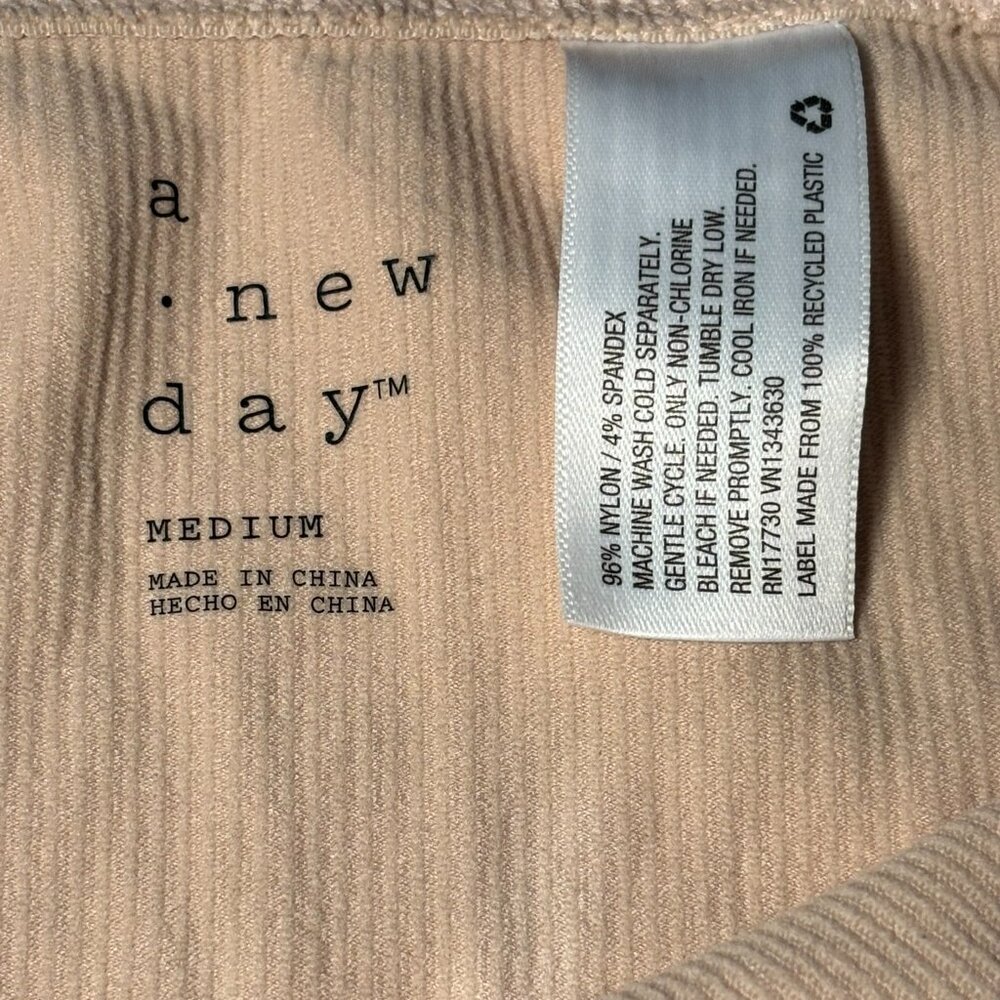 a
· new
day™
MEDIUM
MADE IN CHINA
HECHO EN CHINA
96% NYLON / 4% SPANDEX
MACHINE WASH COLD SEPARATELY.
GENTLE CYCLE. ONLY NON-CHLORINE
BLEACH IF NEEDED. TUMBLE DRY LOW.
REMOVE PROMPTLY. COOL IRON IF NEEDED.
RN17730 VN1343630
LABEL MADE FROM 100% RECYCLED PLASTIC